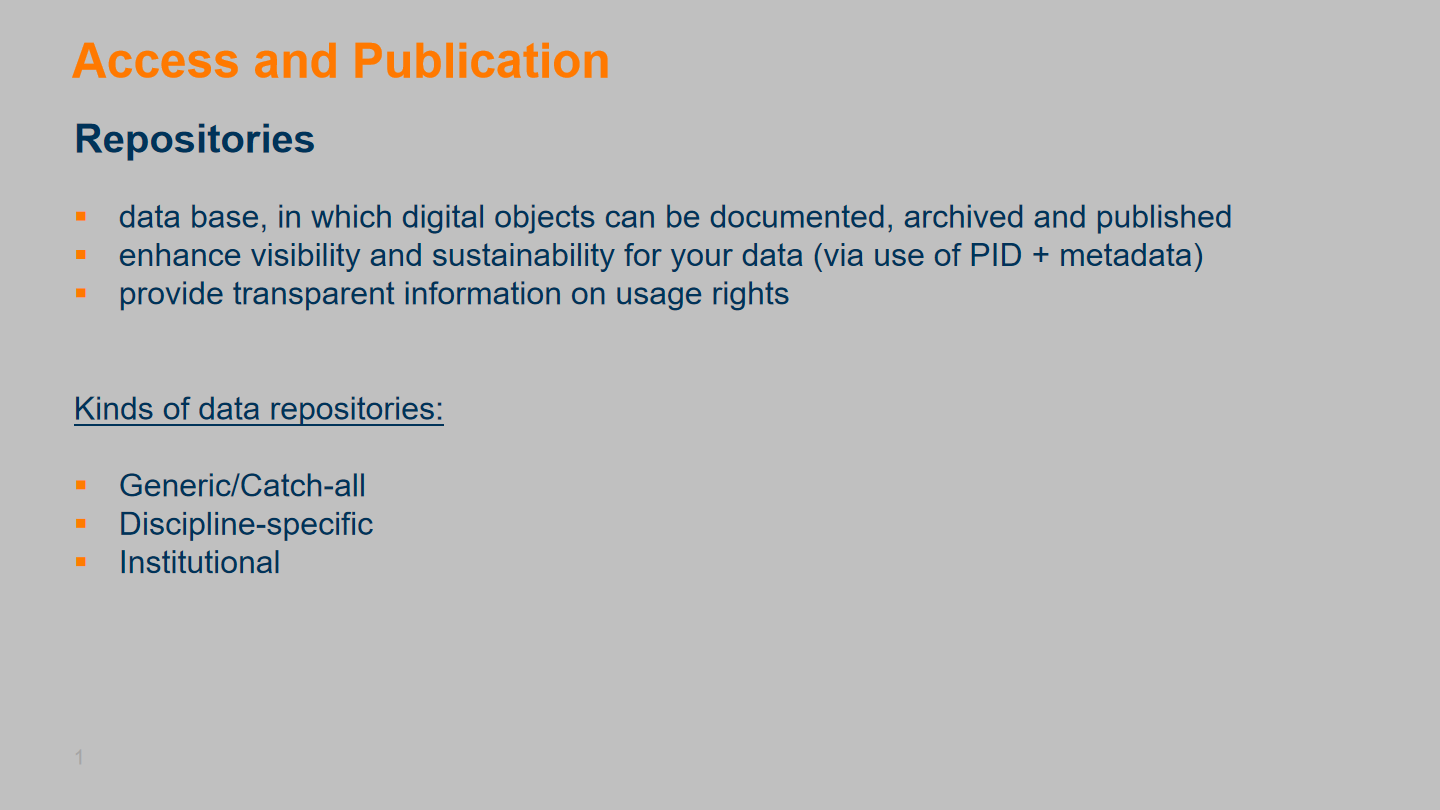 Access and Publication
Repositories
▪ data base, in which digital objects can be documented, archived and published
▪ enhance visibility and sustainability for your data (via use of PID + metadata)
▪ provide transparent information on usage rights
Kinds of data repositories:
▪ Generic/Catch-all
▪ Discipline-specific
▪ Institutional
1